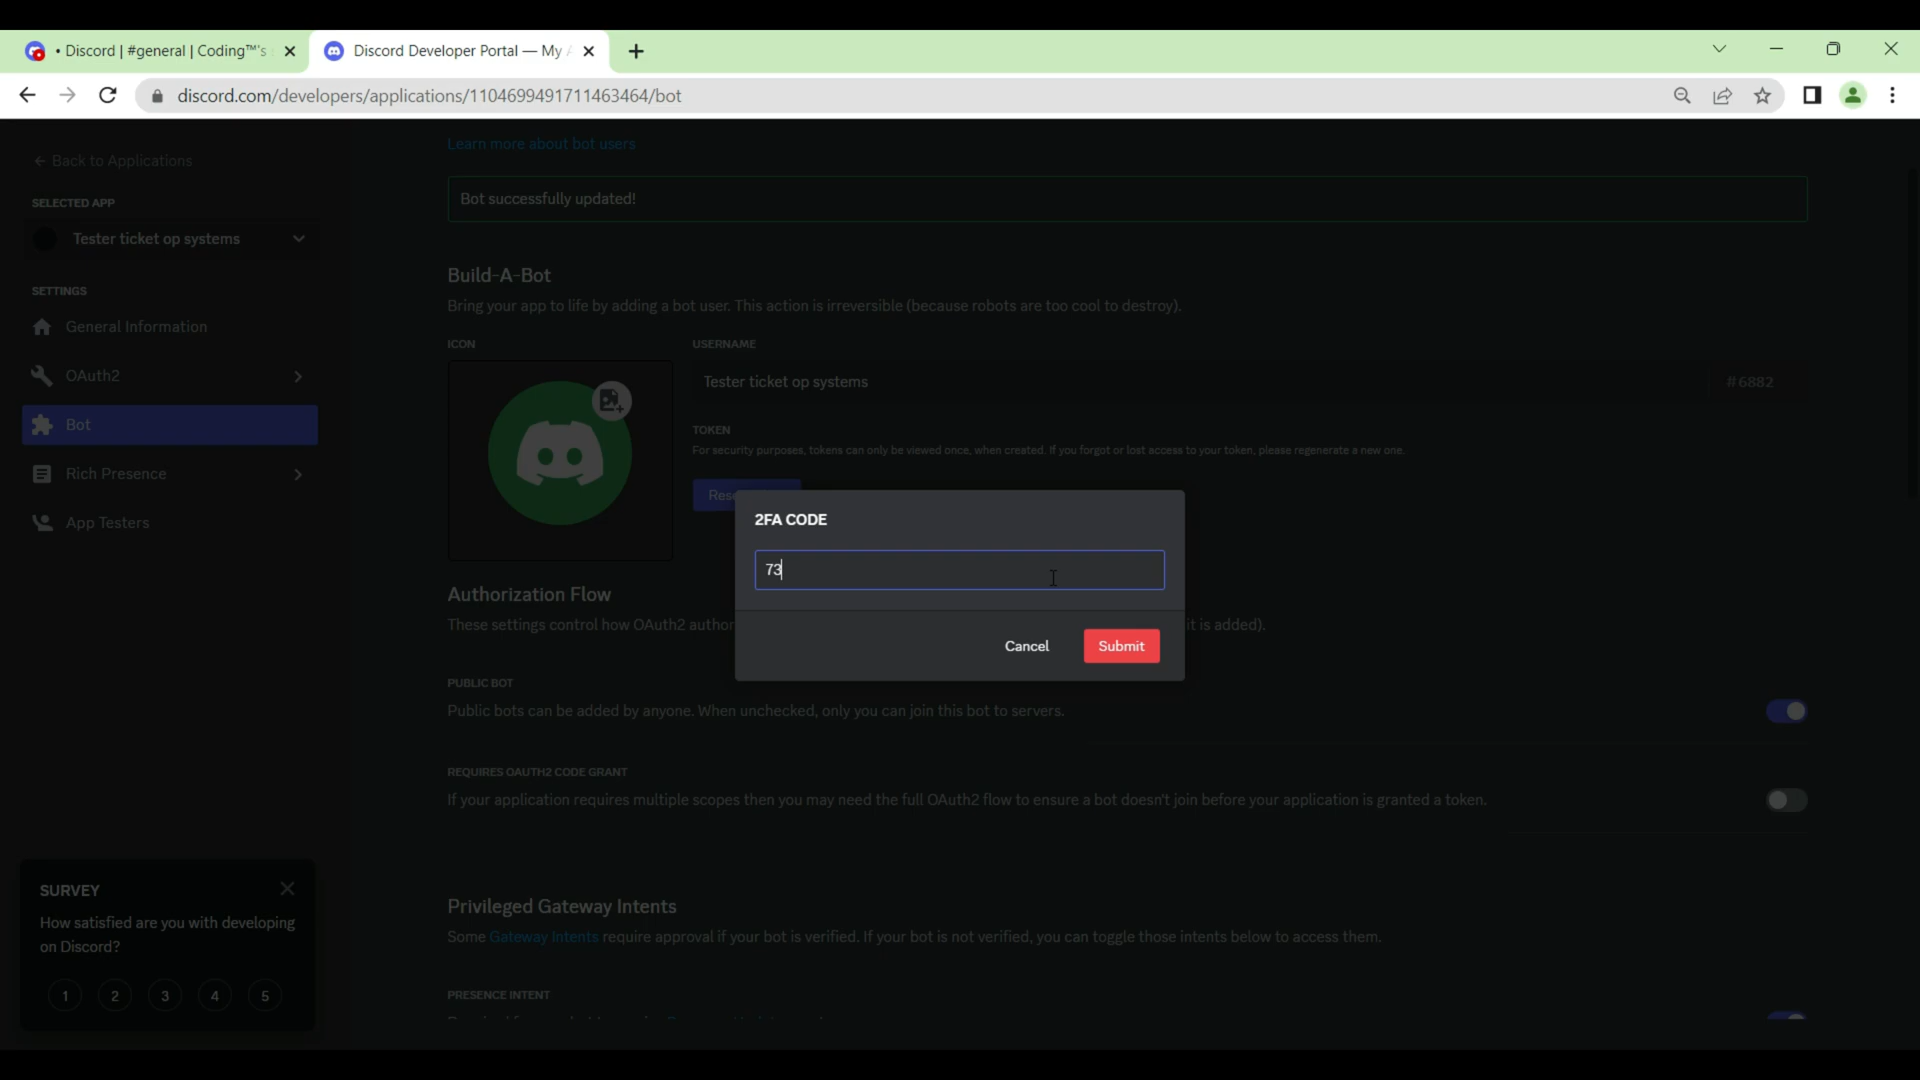 • Discord | #general | Coding™'s
Discord Developer Portal — My
discord.com/developers/applications/1104699491711463464/bot
Learn more about bot users
← Back to Applications
Bot successfully updated!
SELECTED APP
Tester ticket op systems
Build-A-Bot
SETTINGS
Bring your app to life by adding a bot user. This action is irreversible (because robots are too cool to destroy).
General Information
ICON
USERNAME
OAuth2
Tester ticket op systems
#6882
Bot
TOKEN
For security purposes, tokens can only be viewed once, when created. If you forgot or lost access to your token, please regenerate a new one.
Rich Presence
App Testers
2FA CODE
73
Cancel
Submit
Authorization Flow
These settings control how OAuth2 author
it is added).
PUBLIC BOT
Public bots can be added by anyone. When unchecked, only you can join this bot to servers.
REQUIRES OAUTH2 CODE GRANT
If your application requires multiple scopes then you may need the full OAuth2 flow to ensure a bot doesn't join before your application is granted a token.
SURVEY
How satisfied are you with developing
on Discord?
1 2 3 4 5
Privileged Gateway Intents
Some Gateway Intents require approval if your bot is verified. If your bot is not verified, you can toggle those intents below to access them.
PRESENCE INTENT